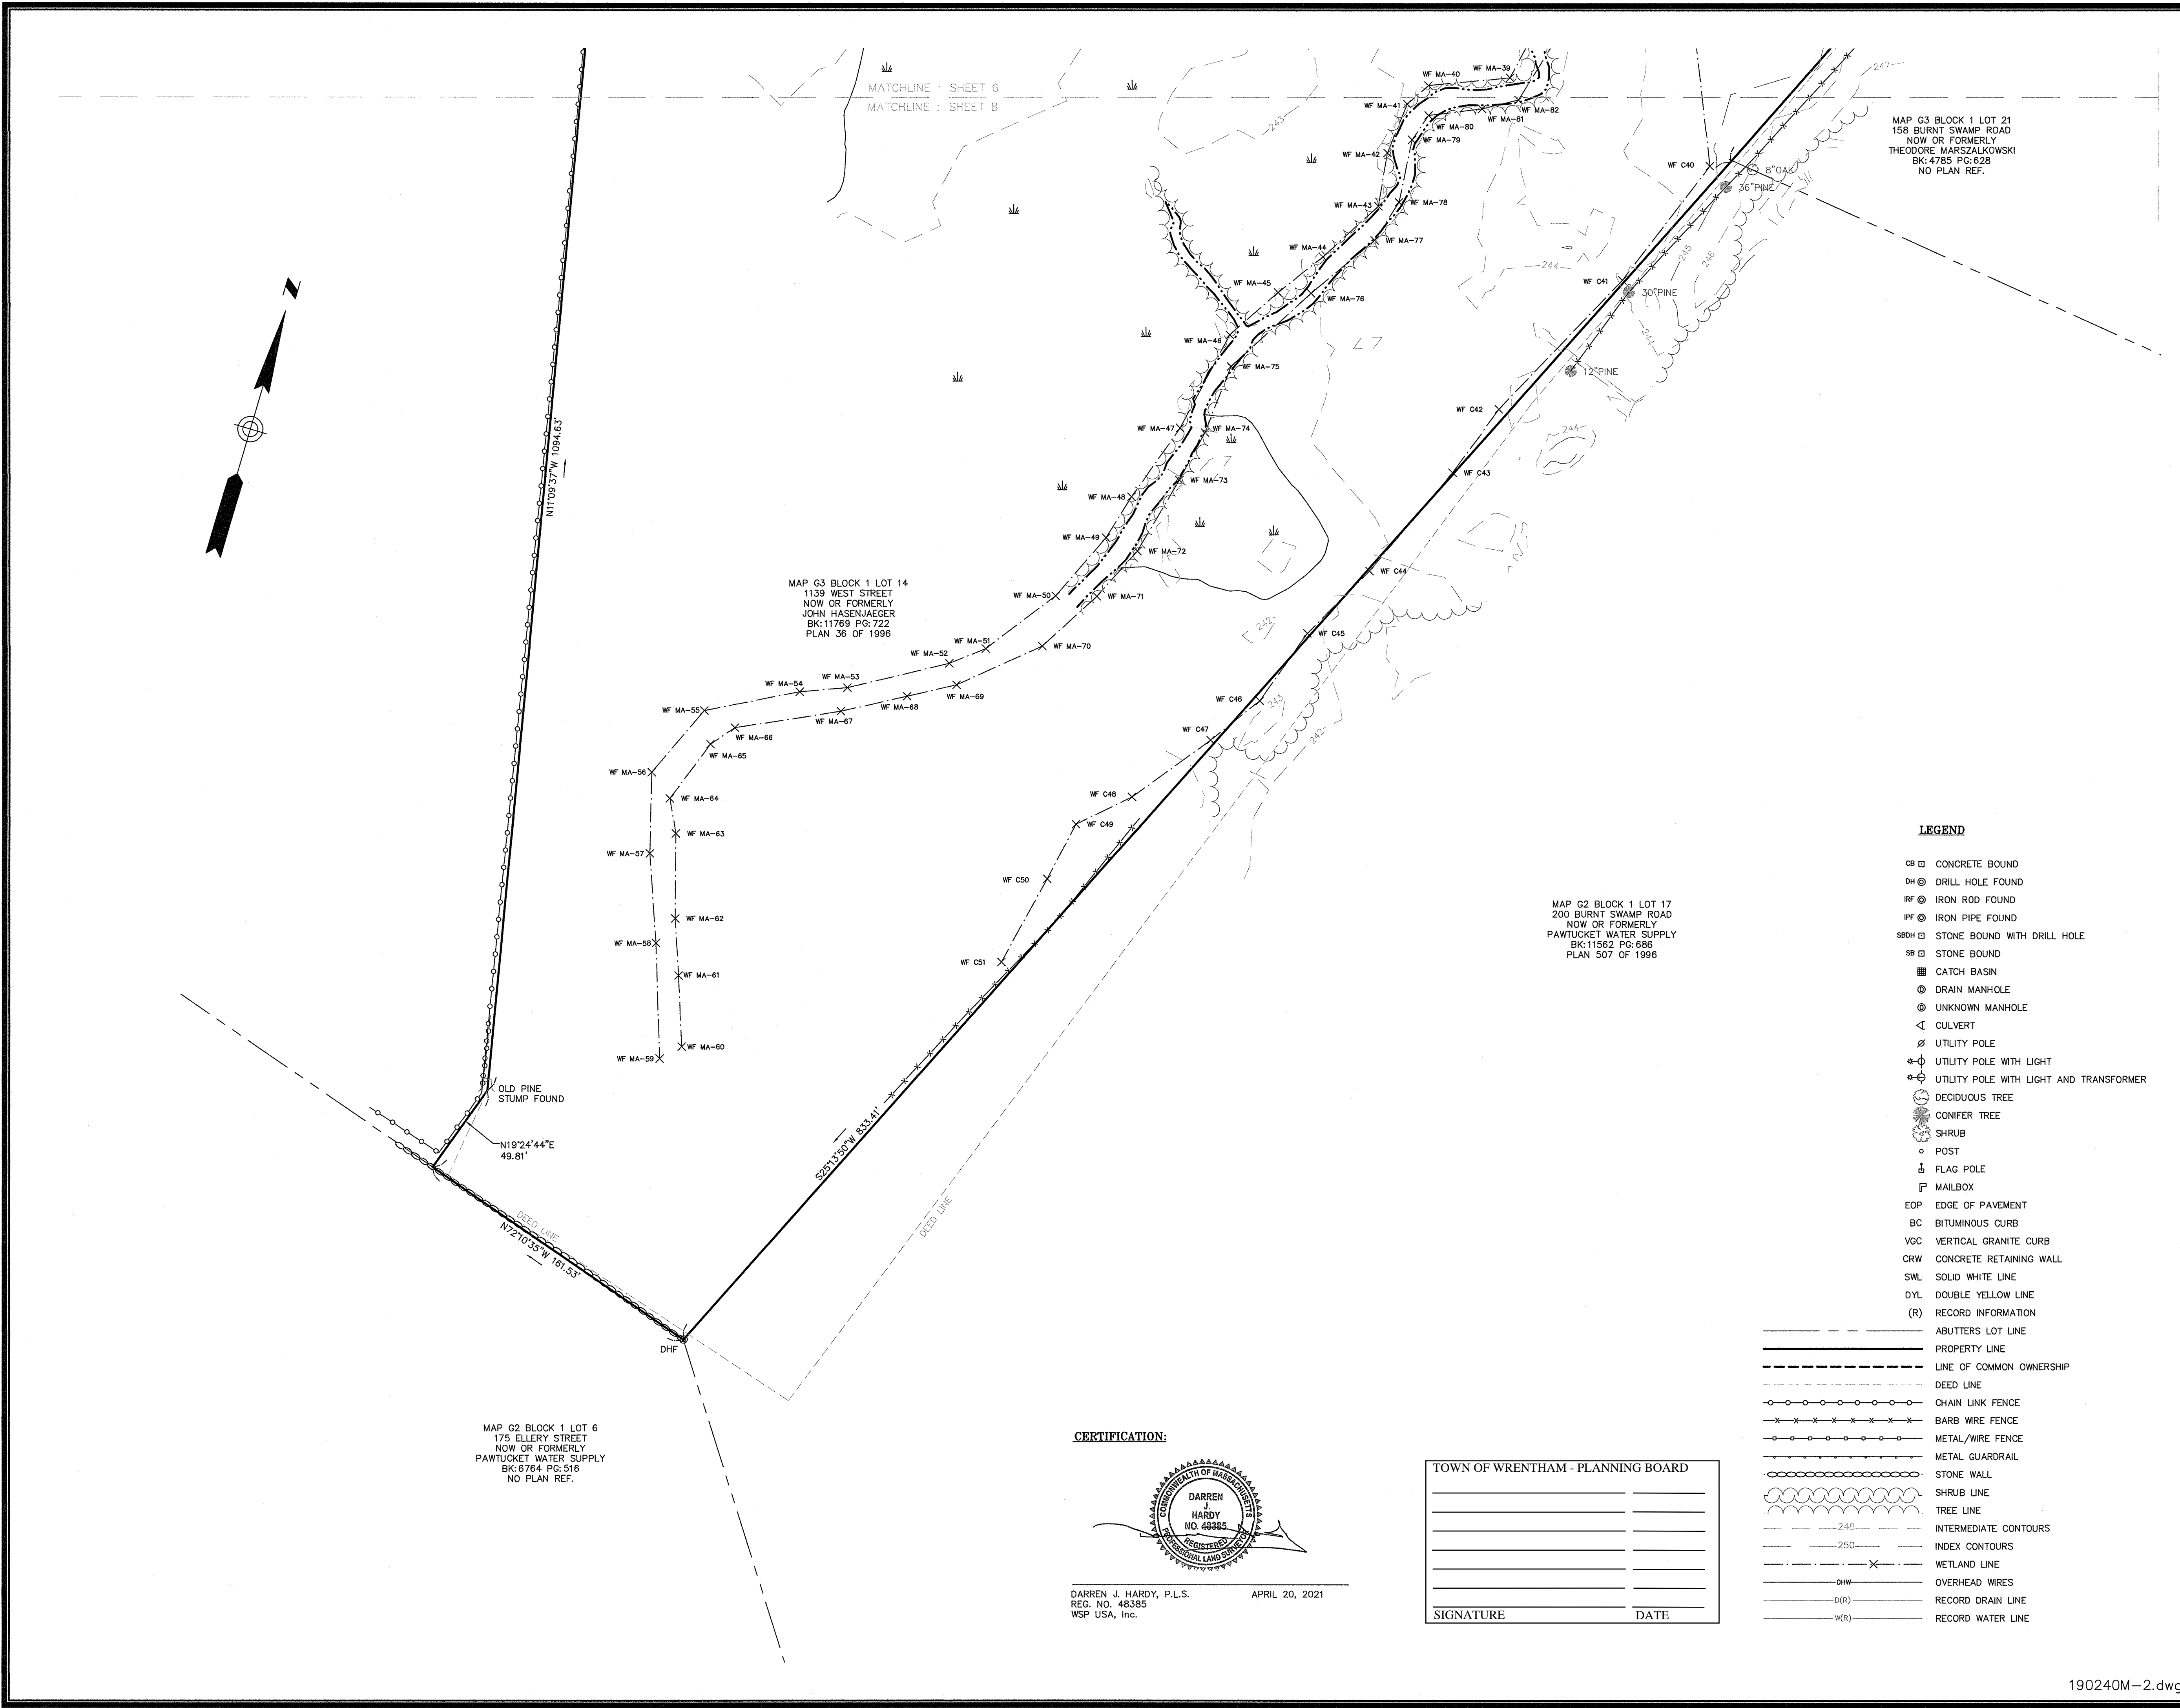 MATCHLINE : SHEET 6
MATCHLINE : SHEET 8
WF MA-39
WF MA-40
WF MA-41
WF MA-82
WF MA-81
WF MA-80
WF MA-79
WF MA-42
WF MA-43
WF MA-78
WF MA-77
WF MA-44
WF MA-45
WF MA-76
WF MA-46
WF MA-75
WF MA-47
WF MA-74
WF MA-73
WF MA-48
WF MA-49
WF MA-72
WF MA-50
WF MA-71
WF MA-51
WF MA-70
WF MA-52
WF MA-53
WF MA-54
WF MA-69
WF MA-68
WF MA-67
WF MA-55
WF MA-66
WF MA-65
WF MA-56
WF MA-64
WF MA-63
WF MA-57
WF MA-62
WF MA-58
WF MA-61
WF MA-60
WF MA-59
247
243
244
245
246
244
244
242
243
242
WF C40
8"OAK
36"PINE
WF C41
30"PINE
12"PINE
WF C42
WF C43
WF C44
WF C45
WF C46
WF C47
WF C48
WF C49
WF C50
WF C51
MAP G3 BLOCK 1 LOT 21
158 BURNT SWAMP ROAD
NOW OR FORMERLY
THEODORE MARSZALKOWSKI
BK:4785 PG:628
NO PLAN REF.
N
N11°09'37"W 1094.63'
MAP G3 BLOCK 1 LOT 14
1139 WEST STREET
NOW OR FORMERLY
JOHN HASENJAEGER
BK:11769 PG:722
PLAN 36 OF 1996
MAP G2 BLOCK 1 LOT 17
200 BURNT SWAMP ROAD
NOW OR FORMERLY
PAWTUCKET WATER SUPPLY
BK:11562 PG:686
PLAN 507 OF 1996
OLD PINE
STUMP FOUND
N19°24'44"E
49.81'
DEED LINE
N72°10'35"W 161.53'
S25°13'50"W 833.41'
DEED LINE
DHF
MAP G2 BLOCK 1 LOT 6
175 ELLERY STREET
NOW OR FORMERLY
PAWTUCKET WATER SUPPLY
BK:6764 PG:516
NO PLAN REF.
LEGEND
CB CONCRETE BOUND
DH DRILL HOLE FOUND
IRF IRON ROD FOUND
IPF IRON PIPE FOUND
SBDH STONE BOUND WITH DRILL HOLE
SB STONE BOUND
CATCH BASIN
D DRAIN MANHOLE
UNKNOWN MANHOLE
CULVERT
UTILITY POLE
UTILITY POLE WITH LIGHT
UTILITY POLE WITH LIGHT AND TRANSFORMER
DECIDUOUS TREE
CONIFER TREE
SHRUB
POST
FLAG POLE
MAILBOX
EOP EDGE OF PAVEMENT
BC BITUMINOUS CURB
VGC VERTICAL GRANITE CURB
CRW CONCRETE RETAINING WALL
SWL SOLID WHITE LINE
DYL DOUBLE YELLOW LINE
(R) RECORD INFORMATION
ABUTTERS LOT LINE
PROPERTY LINE
LINE OF COMMON OWNERSHIP
DEED LINE
CHAIN LINK FENCE
BARB WIRE FENCE
METAL/WIRE FENCE
METAL GUARDRAIL
STONE WALL
SHRUB LINE
TREE LINE
248 INTERMEDIATE CONTOURS
250 INDEX CONTOURS
WETLAND LINE
OHW OVERHEAD WIRES
D(R) RECORD DRAIN LINE
W(R) RECORD WATER LINE
CERTIFICATION:
COMMONWEALTH OF MASSACHUSETTS
DARREN
J.
HARDY
NO. 48385
REGISTERED
PROFESSIONAL LAND SURVEYOR
DARREN J. HARDY, P.L.S. APRIL 20, 2021
REG. NO. 48385
WSP USA, Inc.
TOWN OF WRENTHAM - PLANNING BOARD
SIGNATURE DATE
190240M-2.dwg